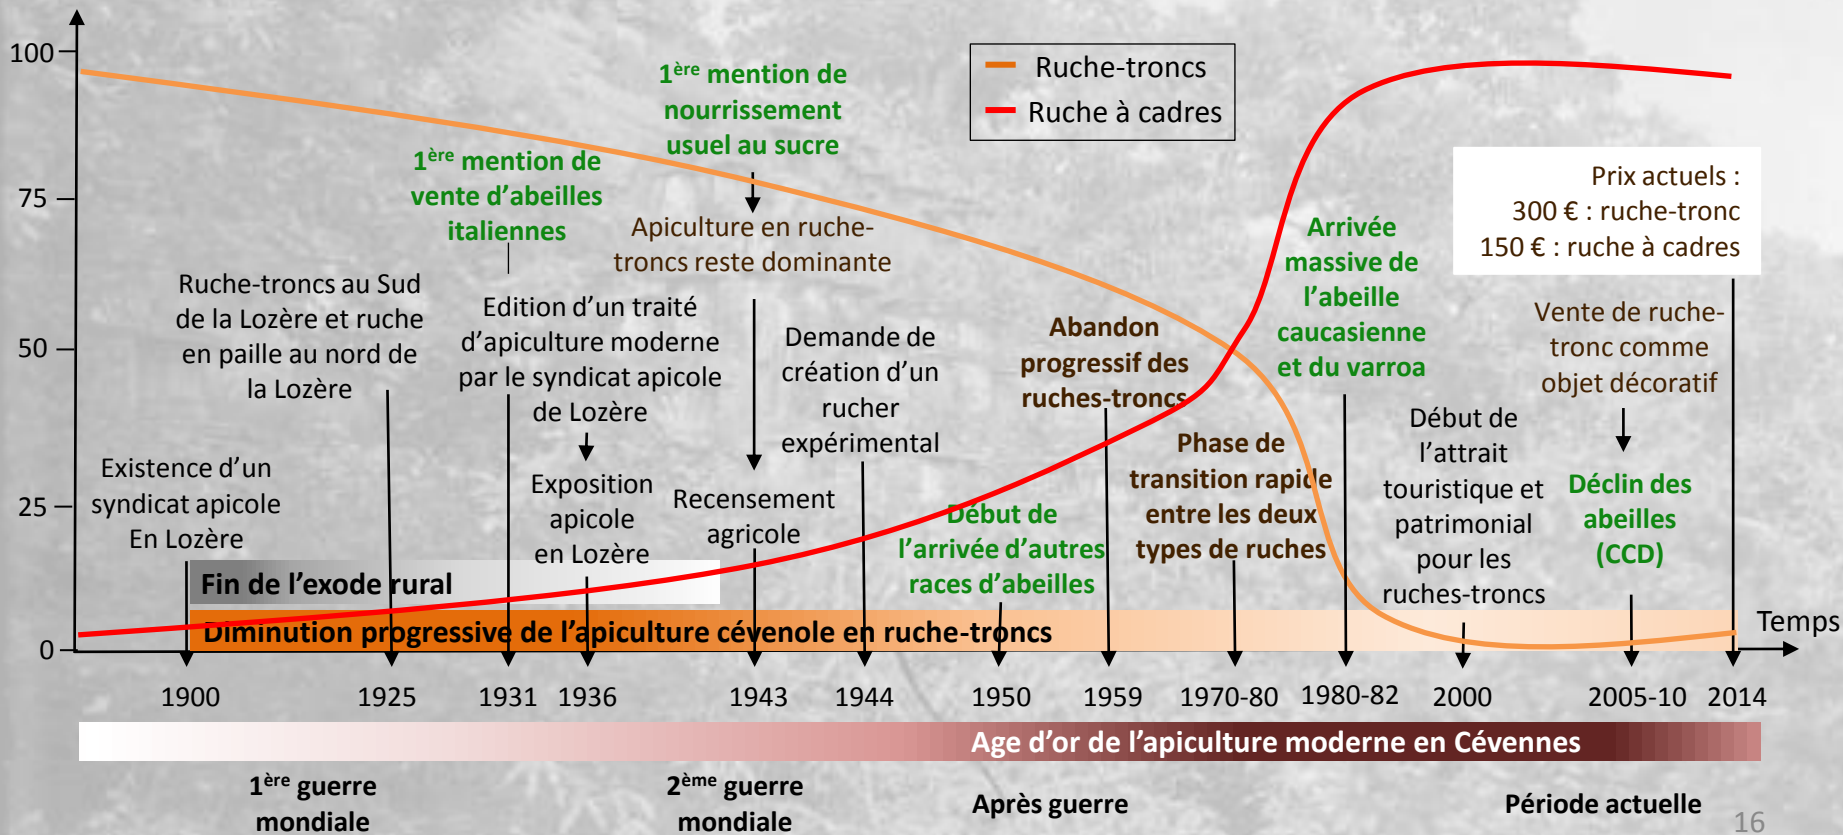 100
75
50
25
0
Ruche-troncs
Ruche à cadres
1ère mention de
nourrissement
usuel au sucre
1ère mention de
vente d'abeilles
italiennes
Apiculture en ruche-
troncs reste dominante
Prix actuels :
300 € : ruche-tronc
150 € : ruche à cadres
Ruche-troncs au Sud
de la Lozère et ruche
en paille au nord de
la Lozère
Edition d'un traité
d'apiculture moderne
par le syndicat apicole
de Lozère
Demande de
création d'un
rucher
expérimental
Abandon
progressif des
ruches-troncs
Arrivée
massive de
l'abeille
caucasienne
et du varroa
Vente de ruche-
tronc comme
objet décoratif
Existence d'un
syndicat apicole
En Lozère
Exposition
apicole
en Lozère
Recensement
agricole
Début de
l'arrivée d'autres
races d'abeilles
Phase de
transition rapide
entre les deux
types de ruches
Début de
l'attrait
touristique et
patrimonial
pour les
ruches-troncs
Déclin des
abeilles
(CCD)
Fin de l'exode rural
Diminution progressive de l'apiculture cévenole en ruche-troncs
Temps
1900
1925
1931
1936
1943
1944
1950
1959
1970-80
1980-82
2000
2005-10
2014
Age d'or de l'apiculture moderne en Cévennes
1ère guerre
mondiale
2ème guerre
mondiale
Après guerre
Période actuelle
16